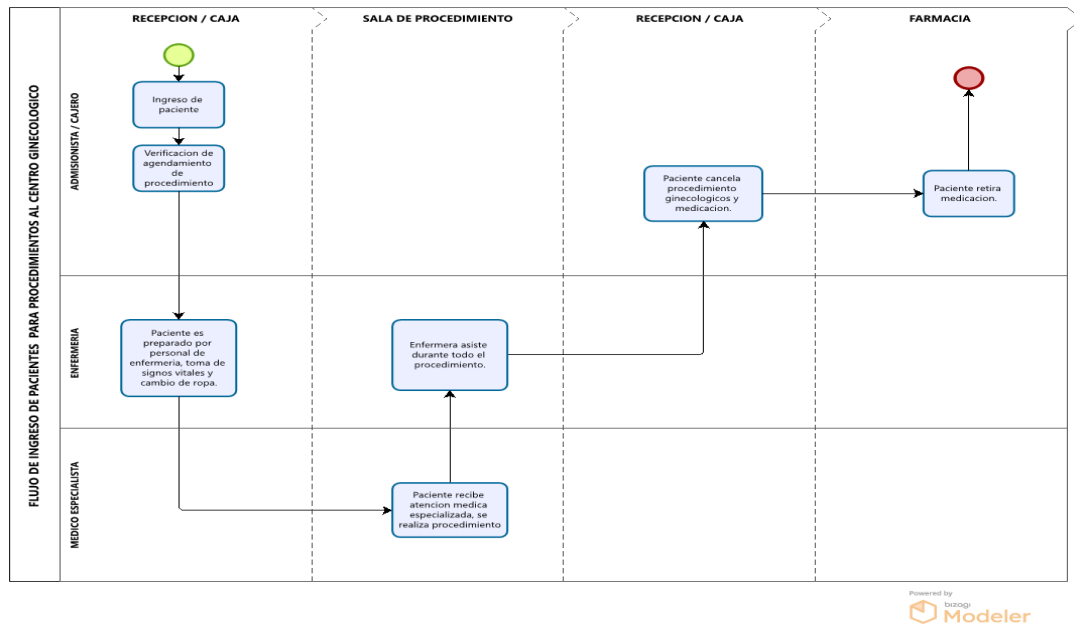 RECEPCION / CAJA
SALA DE PROCEDIMIENTO
RECEPCION / CAJA
FARMACIA
FLUJO DE INGRESO DE PACIENTES PARA PROCEDIMIENTOS AL CENTRO GINECOLOGICO
ADMISIONISTA / CAJERO
Ingreso de
paciente
Verificacion de
agendamiento
de
procedimiento
Paciente cancela
procedimiento
ginecologicos y
medicacion.
Paciente retira
medicacion.
ENFERMERIA
Paciente es
preparado por
personal de
enfermeria, toma de
signos vitales y
cambio de ropa.
Enfermera asiste
durante todo el
procedimiento.
MEDICO ESPECIALISTA
Paciente recibe
atencion medica
especializada, se
realiza procedimiento
Powered by
bizagi
Modeler